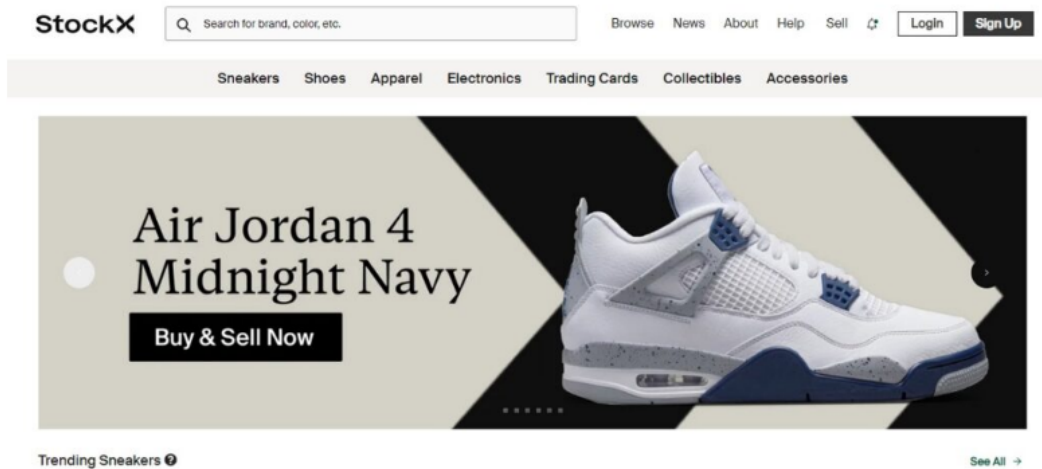 StockX
Search for brand, color, etc.
Browse News About Help Sell Login Sign Up
Sneakers Shoes Apparel Electronics Trading Cards Collectibles Accessories
Air Jordan 4
Midnight Navy
Buy & Sell Now
Trending Sneakers ?
See All →